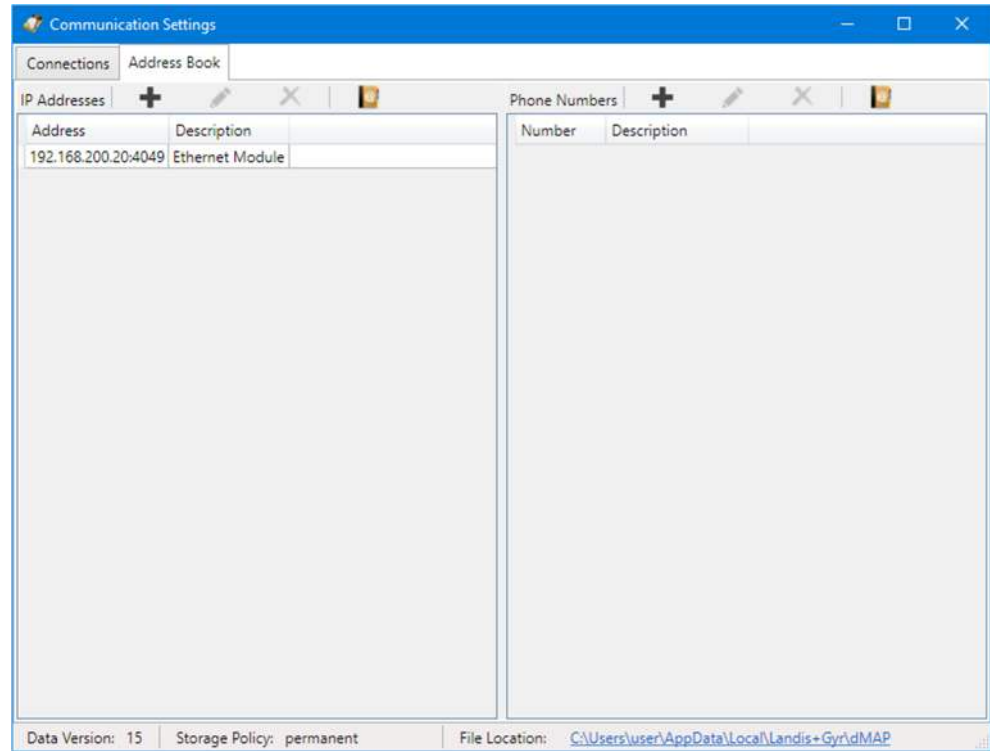 Communication Settings
Connections Address Book
IP Addresses Phone Numbers
Address Description Number Description
192.168.200.20:4049 Ethernet Module
Data Version: 15 Storage Policy: permanent File Location: C:\Users\user\AppData\Local\Landis+Gyr\dMAP